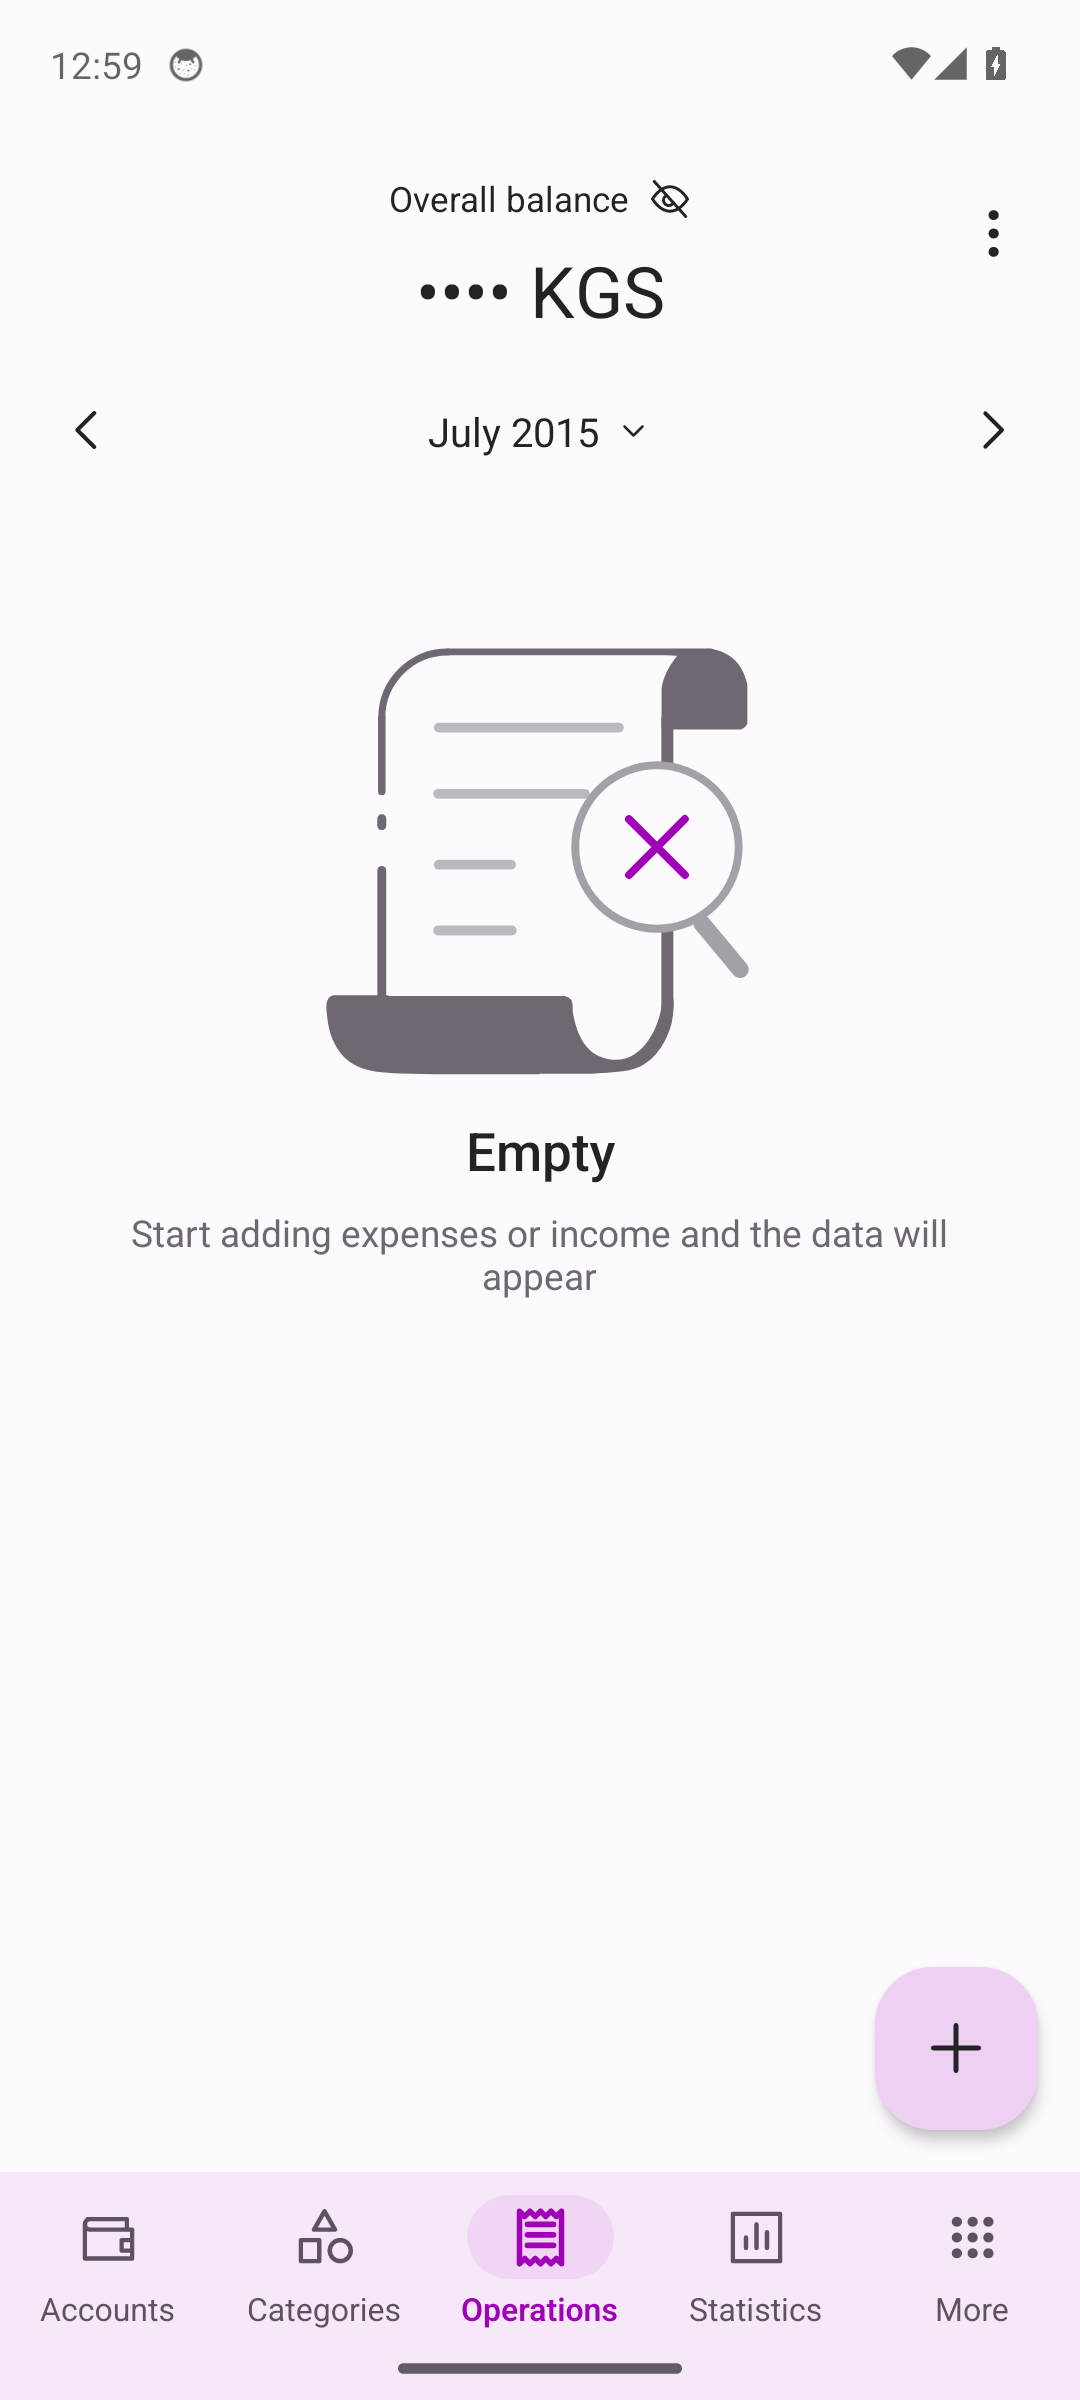 12:59
Overall balance
•••• KGS
July 2015
Empty
Start adding expenses or income and the data will
appear
Accounts
Categories
Operations
Statistics
More